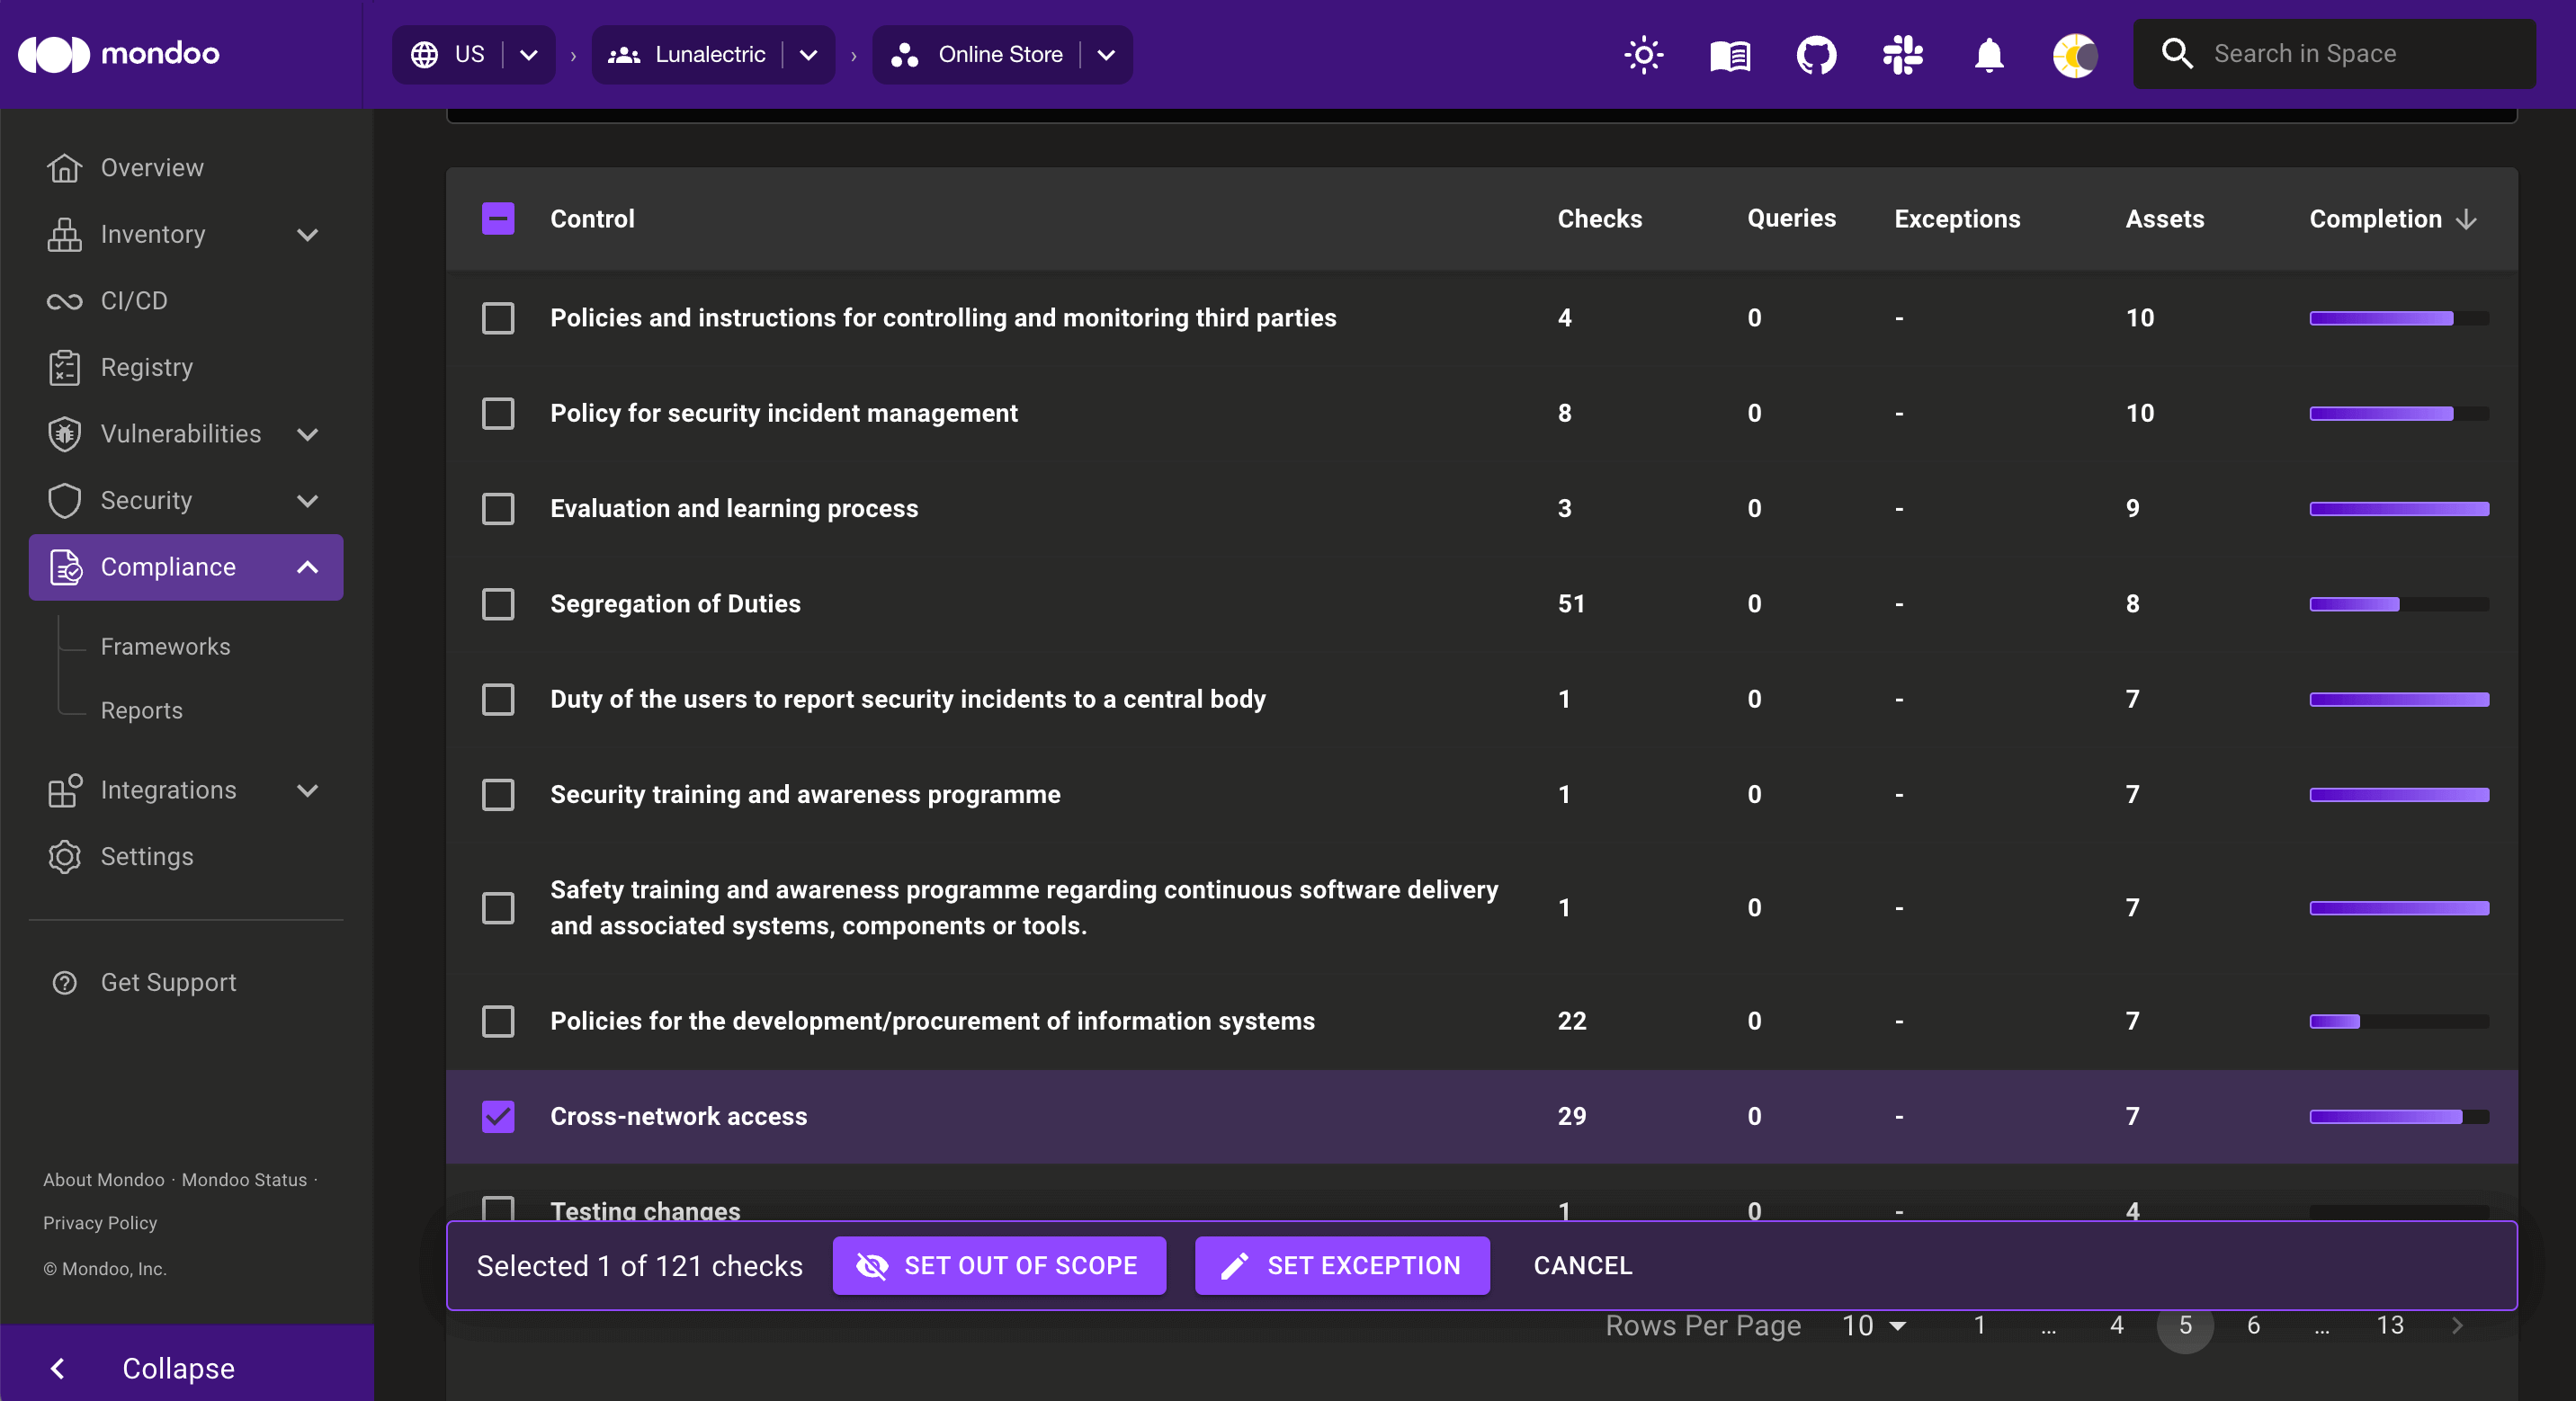 mondoo
US
Lunalectric
Online Store
Search in Space
Overview
Inventory
CI/CD
Registry
Vulnerabilities
Security
Compliance
Frameworks
Reports
Integrations
Settings
Get Support
About Mondoo · Mondoo Status ·
Privacy Policy
© Mondoo, Inc.
Collapse
Control Checks Queries Exceptions Assets Completion
Policies and instructions for controlling and monitoring third parties 4 0 - 10
Policy for security incident management 8 0 - 10
Evaluation and learning process 3 0 - 9
Segregation of Duties 51 0 - 8
Duty of the users to report security incidents to a central body 1 0 - 7
Security training and awareness programme 1 0 - 7
Safety training and awareness programme regarding continuous software delivery
and associated systems, components or tools. 1 0 - 7
Policies for the development/procurement of information systems 22 0 - 7
Cross-network access 29 0 - 7
Testing changes 1 0 - 4
Selected 1 of 121 checks SET OUT OF SCOPE SET EXCEPTION CANCEL
Rows Per Page 10 1 ... 4 5 6 ... 13